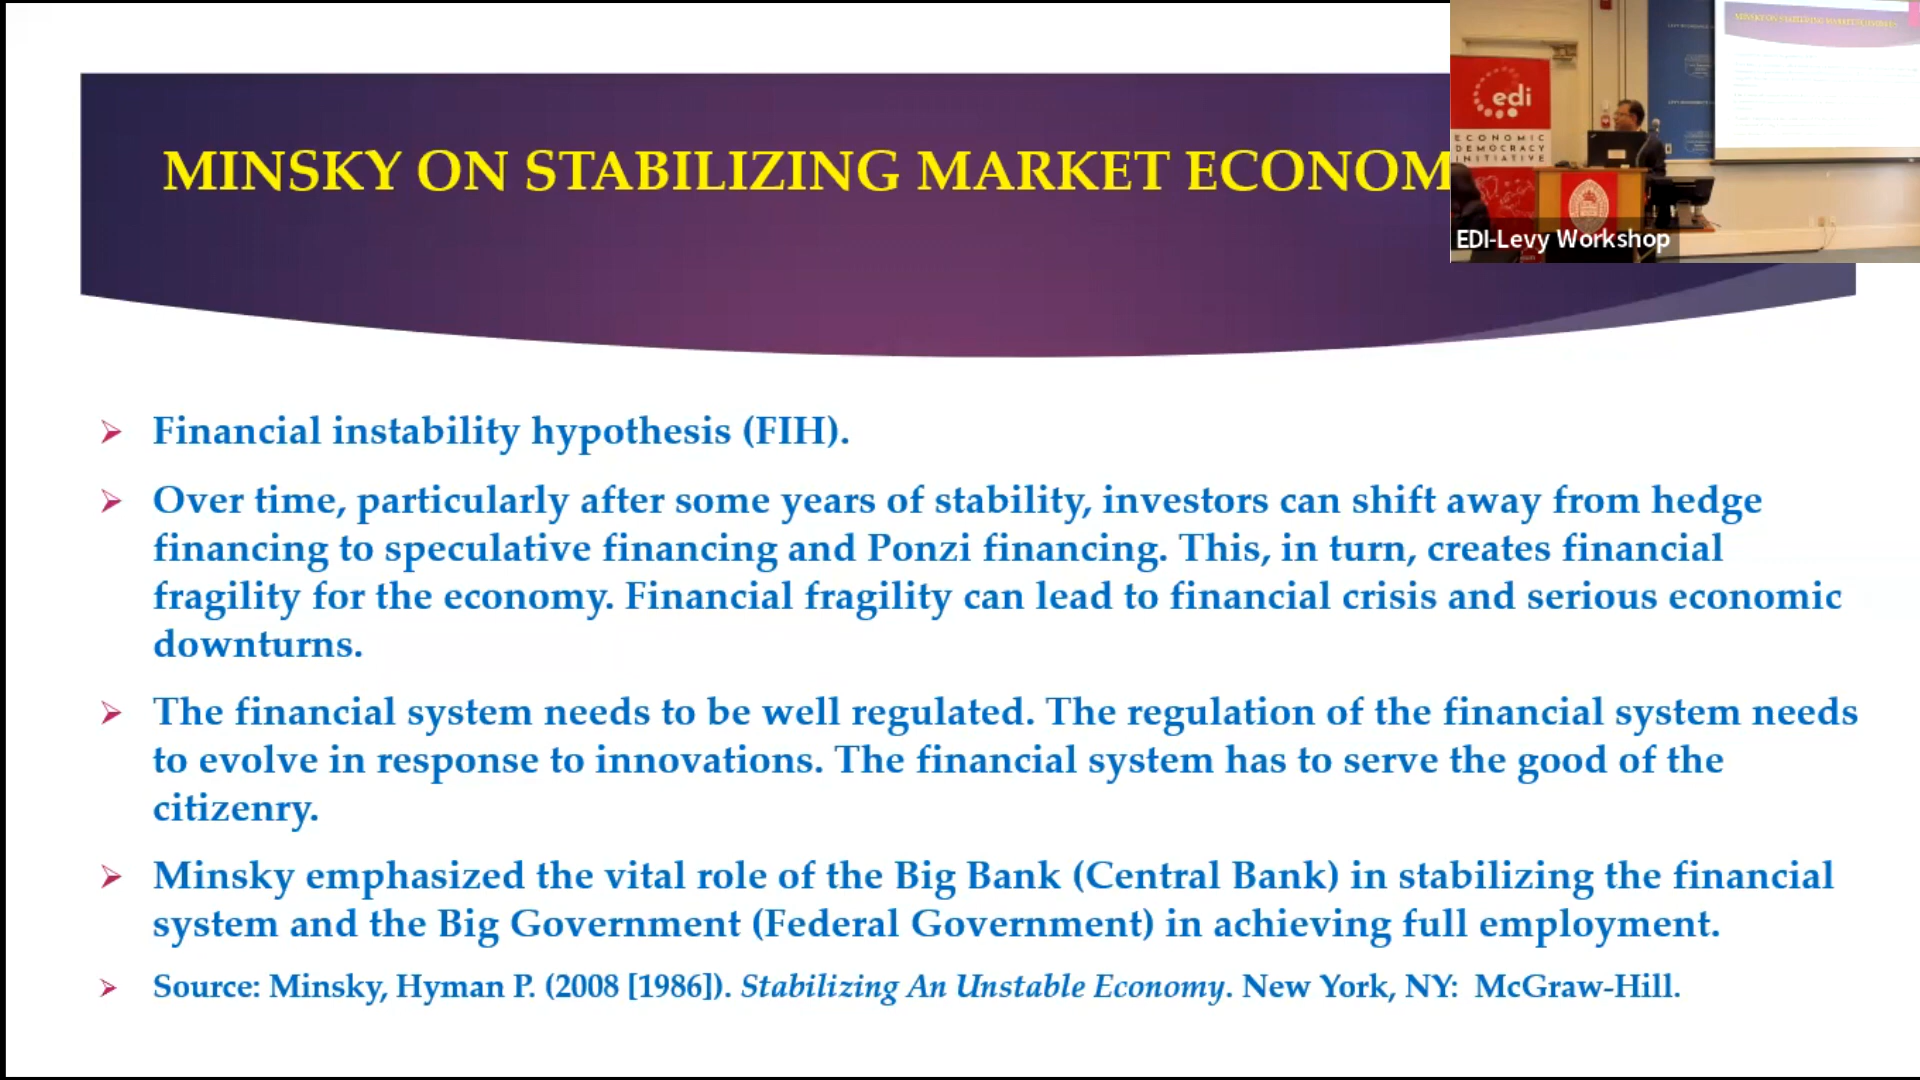 MINSKY ON STABILIZING MARKET ECONOM
edi
ECONOMIC
DEMOCRACY
INITIATIVE
EDI-Levy Workshop
➢ Financial instability hypothesis (FIH).
➢ Over time, particularly after some years of stability, investors can shift away from hedge
financing to speculative financing and Ponzi financing. This, in turn, creates financial
fragility for the economy. Financial fragility can lead to financial crisis and serious economic
downturns.
➢ The financial system needs to be well regulated. The regulation of the financial system needs
to evolve in response to innovations. The financial system has to serve the good of the
citizenry.
➢ Minsky emphasized the vital role of the Big Bank (Central Bank) in stabilizing the financial
system and the Big Government (Federal Government) in achieving full employment.
➢ Source: Minsky, Hyman P. (2008 [1986]). Stabilizing An Unstable Economy. New York, NY: McGraw-Hill.